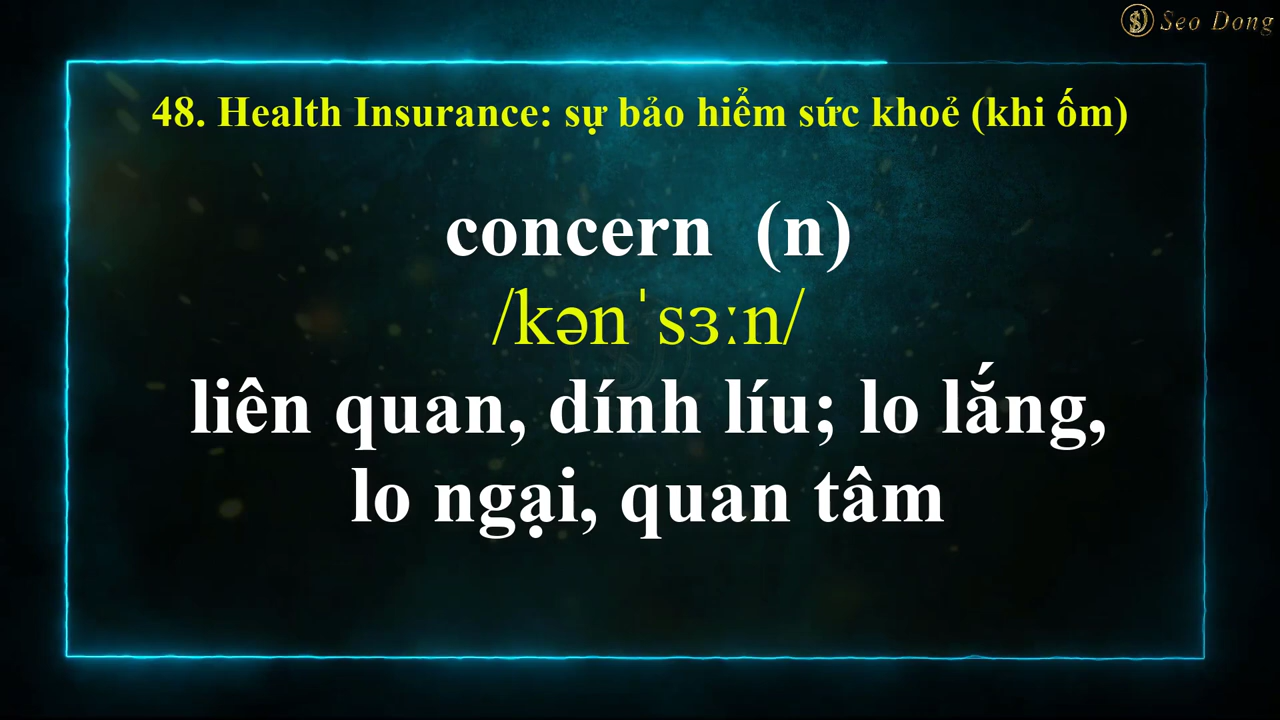 Seo Dong
48. Health Insurance: sự bảo hiểm sức khoẻ (khi ốm)
concern (n)
/kənˈsɜːn/
liên quan, dính líu; lo lắng,
lo ngại, quan tâm